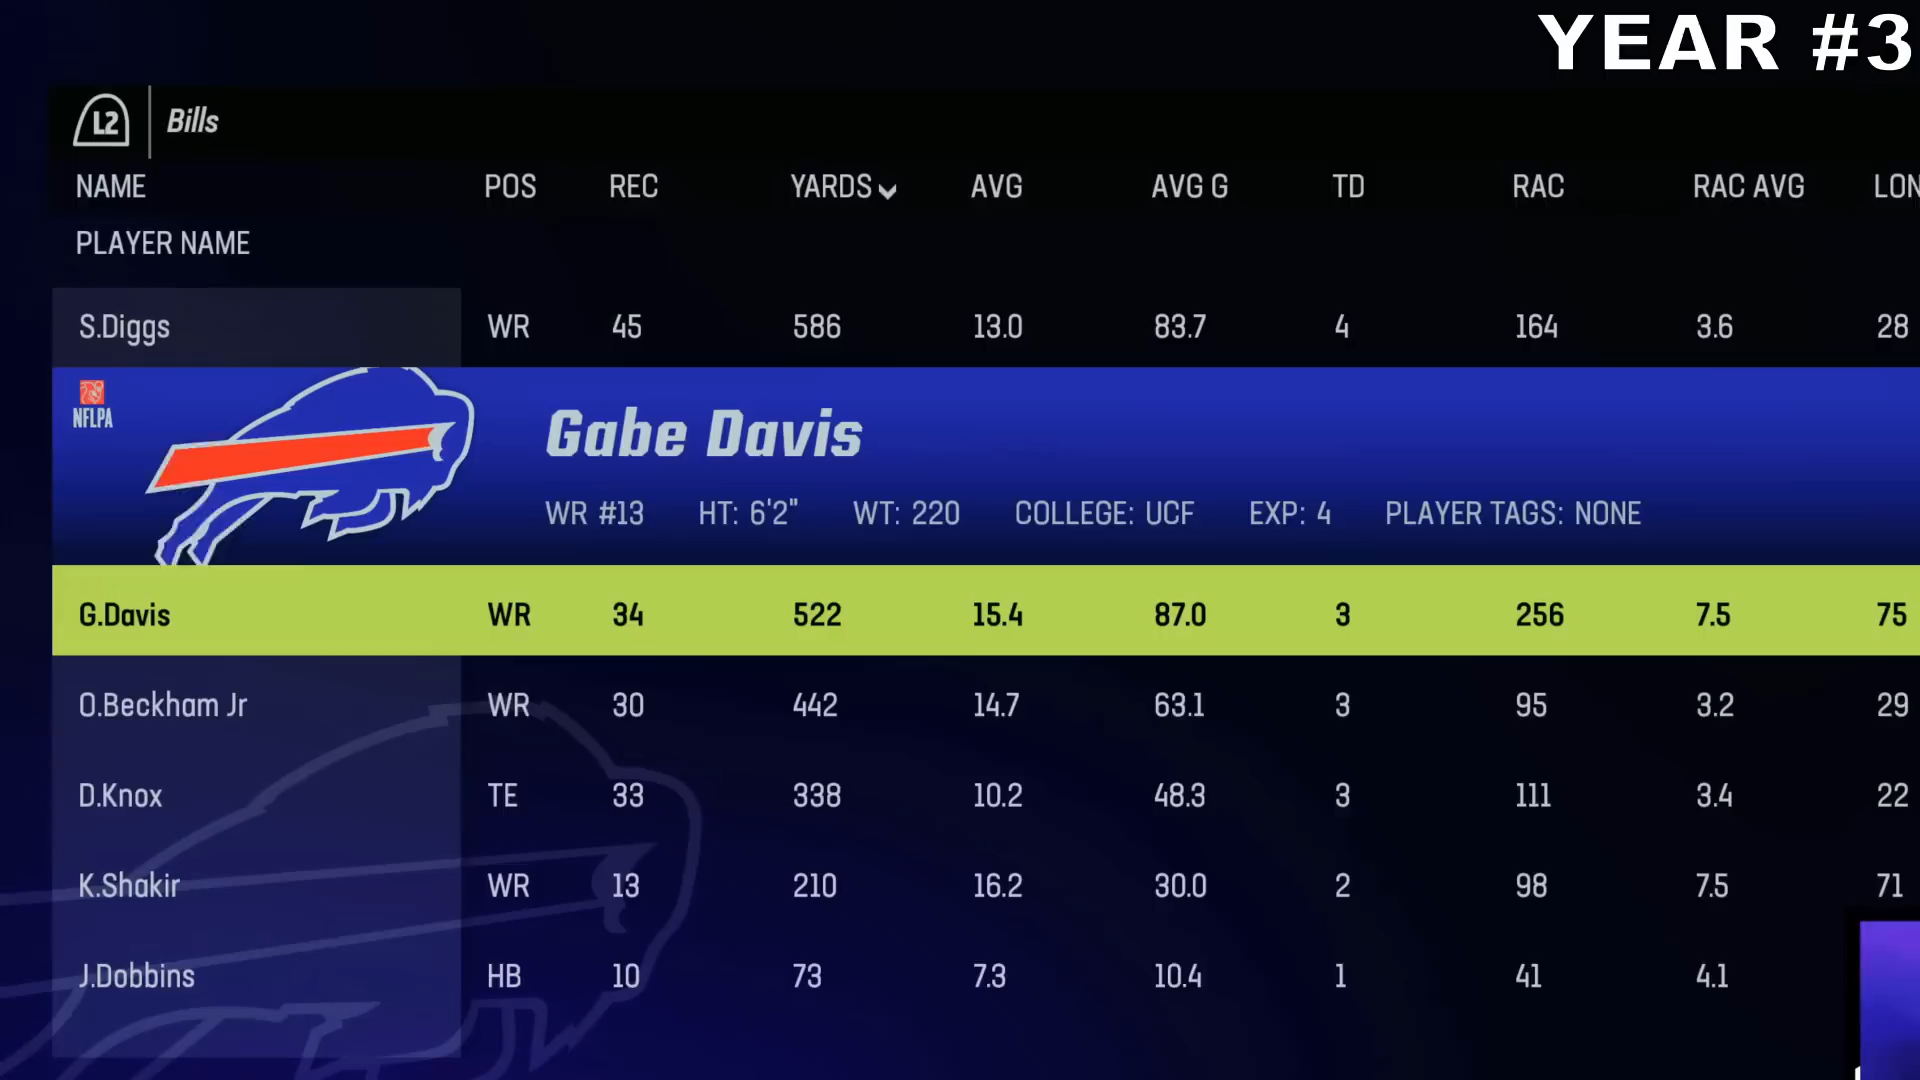 YEAR #3
L2 Bills
NAME POS REC YARDS AVG AVG G TD RAC RAC AVG LON
PLAYER NAME
S.Diggs WR 45 586 13.0 83.7 4 164 3.6 28
NFLPA
Gabe Davis
WR #13 HT: 6'2" WT: 220 COLLEGE: UCF EXP: 4 PLAYER TAGS: NONE
G.Davis WR 34 522 15.4 87.0 3 256 7.5 75
O.Beckham Jr WR 30 442 14.7 63.1 3 95 3.2 29
D.Knox TE 33 338 10.2 48.3 3 111 3.4 22
K.Shakir WR 13 210 16.2 30.0 2 98 7.5 71
J.Dobbins HB 10 73 7.3 10.4 1 41 4.1